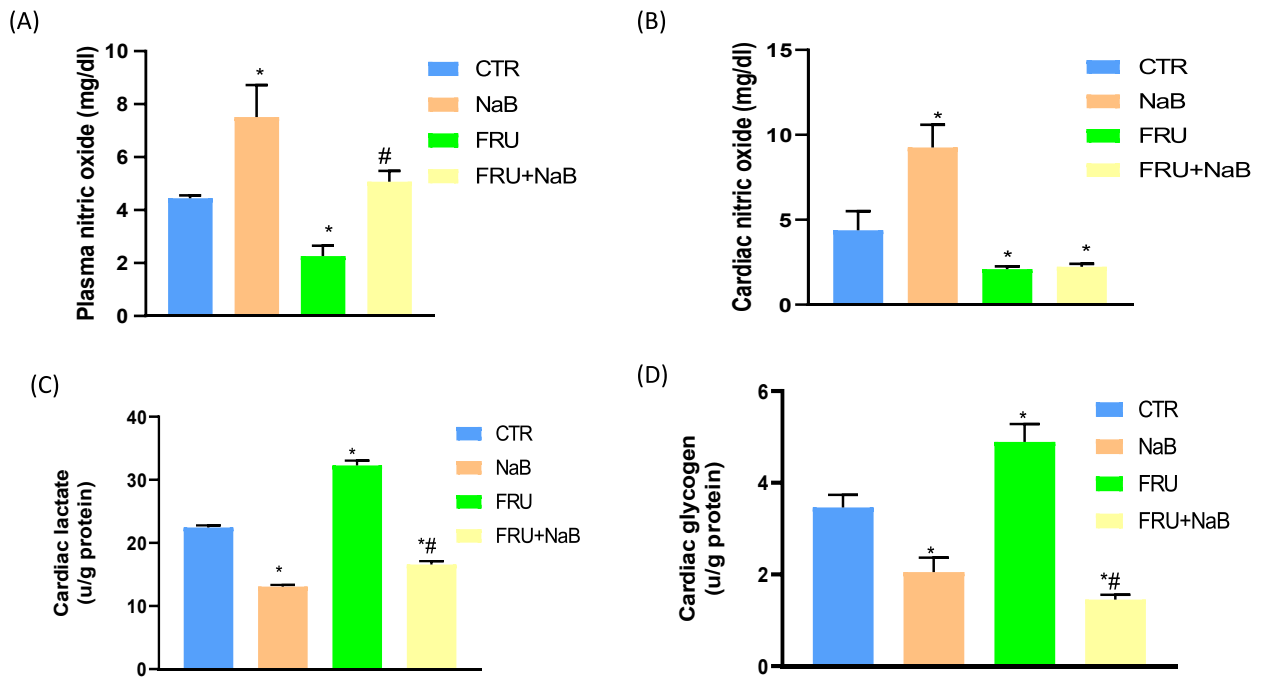 (A)
Plasma nitric oxide (mg/dl)
10
8
6
4
2
0
*
*
#
CTR
NaB
FRU
FRU+NaB
(B)
Cardiac nitric oxide (mg/dl)
15
10
5
0
*
*
*
CTR
NaB
FRU
FRU+NaB
(C)
Cardiac lactate
(u/g protein)
40
30
20
10
0
*
*
*#
CTR
NaB
FRU
FRU+NaB
(D)
Cardiac glycogen
(u/g protein)
6
4
2
0
*
*
*#
CTR
NaB
FRU
FRU+NaB